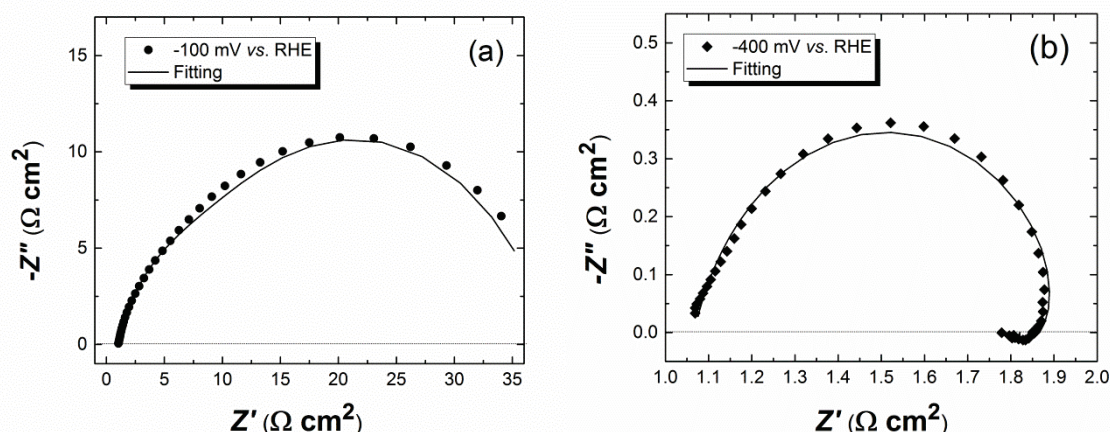 -100 mV vs. RHE
Fitting
(a)
15
10
5
0
-Z″ (Ω cm²)
0 5 10 15 20 25 30 35
Z′ (Ω cm²)
-400 mV vs. RHE
Fitting
(b)
0.5
0.4
0.3
0.2
0.1
0.0
-Z″ (Ω cm²)
1.0 1.1 1.2 1.3 1.4 1.5 1.6 1.7 1.8 1.9 2.0
Z′ (Ω cm²)